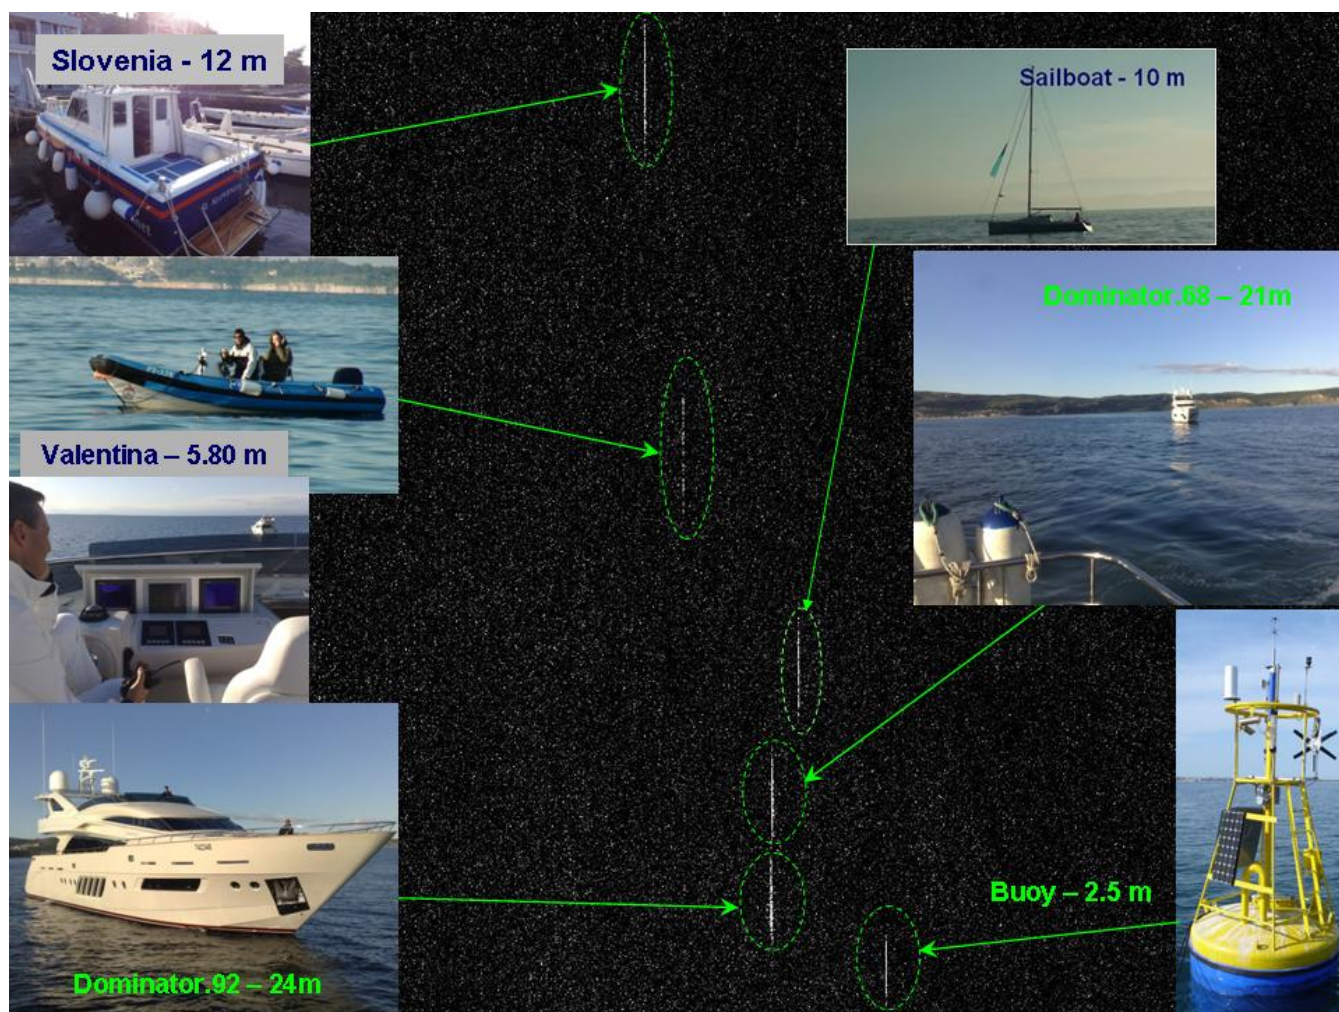 Slovenia - 12 m
Sailboat - 10 m
Dominator.68 – 21m
Valentina – 5.80 m
Buoy – 2.5 m
Dominator.92 – 24m